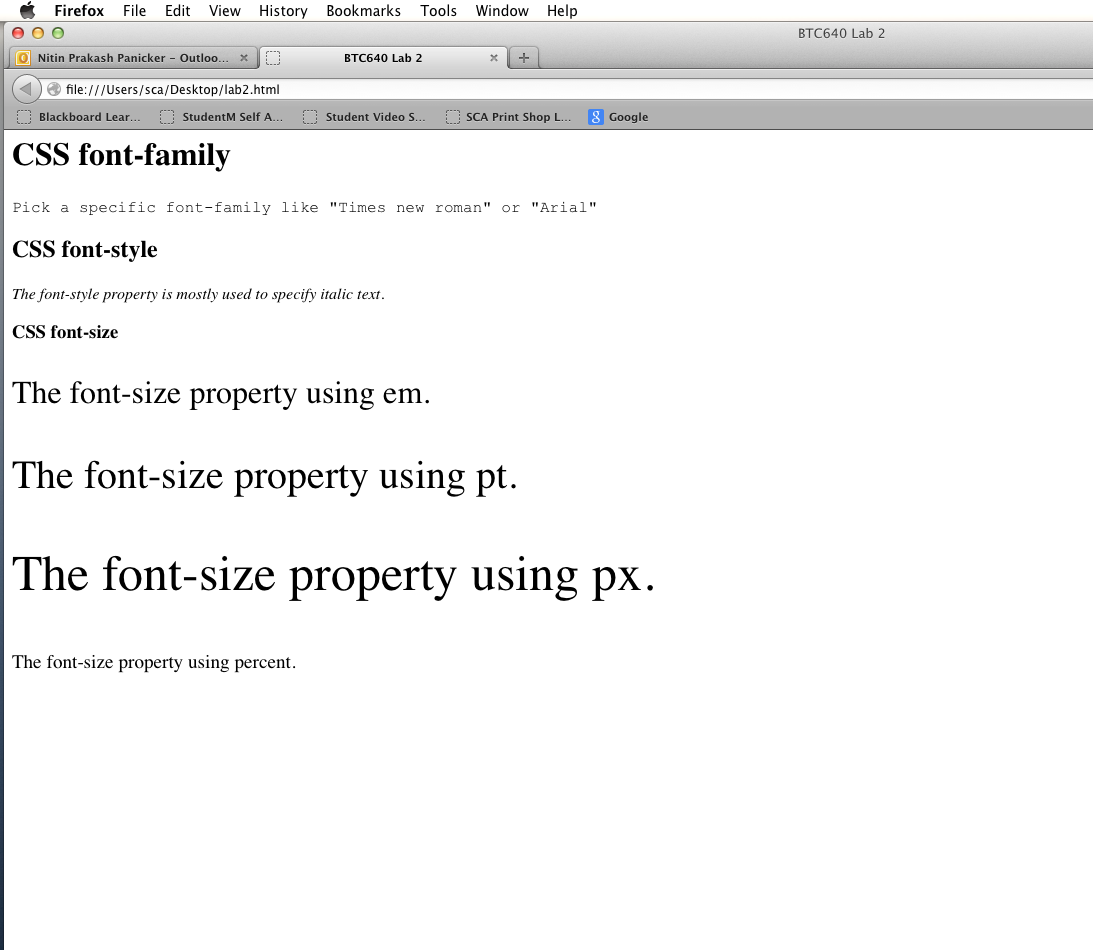 Firefox File Edit View History Bookmarks Tools Window Help
BTC640 Lab 2
Nitin Prakash Panicker – Outloo... BTC640 Lab 2
file:///Users/sca/Desktop/lab2.html
Blackboard Lear... StudentM Self A... Student Video S... SCA Print Shop L... Google
CSS font-family
Pick a specific font-family like "Times new roman" or "Arial"
CSS font-style
The font-style property is mostly used to specify italic text.
CSS font-size
The font-size property using em.
The font-size property using pt.
The font-size property using px.
The font-size property using percent.